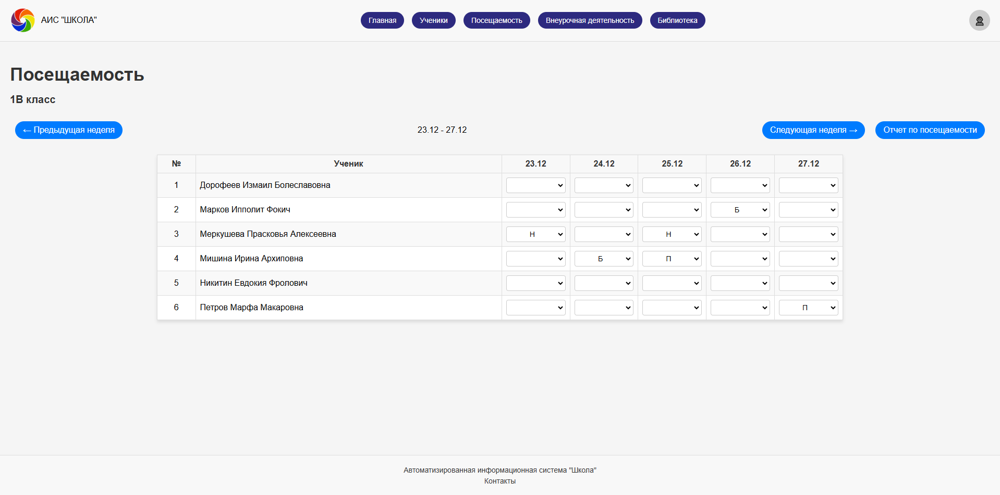 АИС "ШКОЛА"
Главная Ученики Посещаемость Внеурочная деятельность Библиотека
Посещаемость
1В класс
← Предыдущая неделя 23.12 - 27.12 Следующая неделя → Отчет по посещаемости
№ Ученик 23.12 24.12 25.12 26.12 27.12
1 Дорофеев Измаил Болеславовна
2 Марков Ипполит Фокич Б
3 Меркушева Прасковья Алексеевна Н Н
4 Мишина Ирина Архиповна Б П
5 Никитин Евдокия Фролович
6 Петров Марфа Макаровна П
Автоматизированная информационная система "Школа"
Контакты